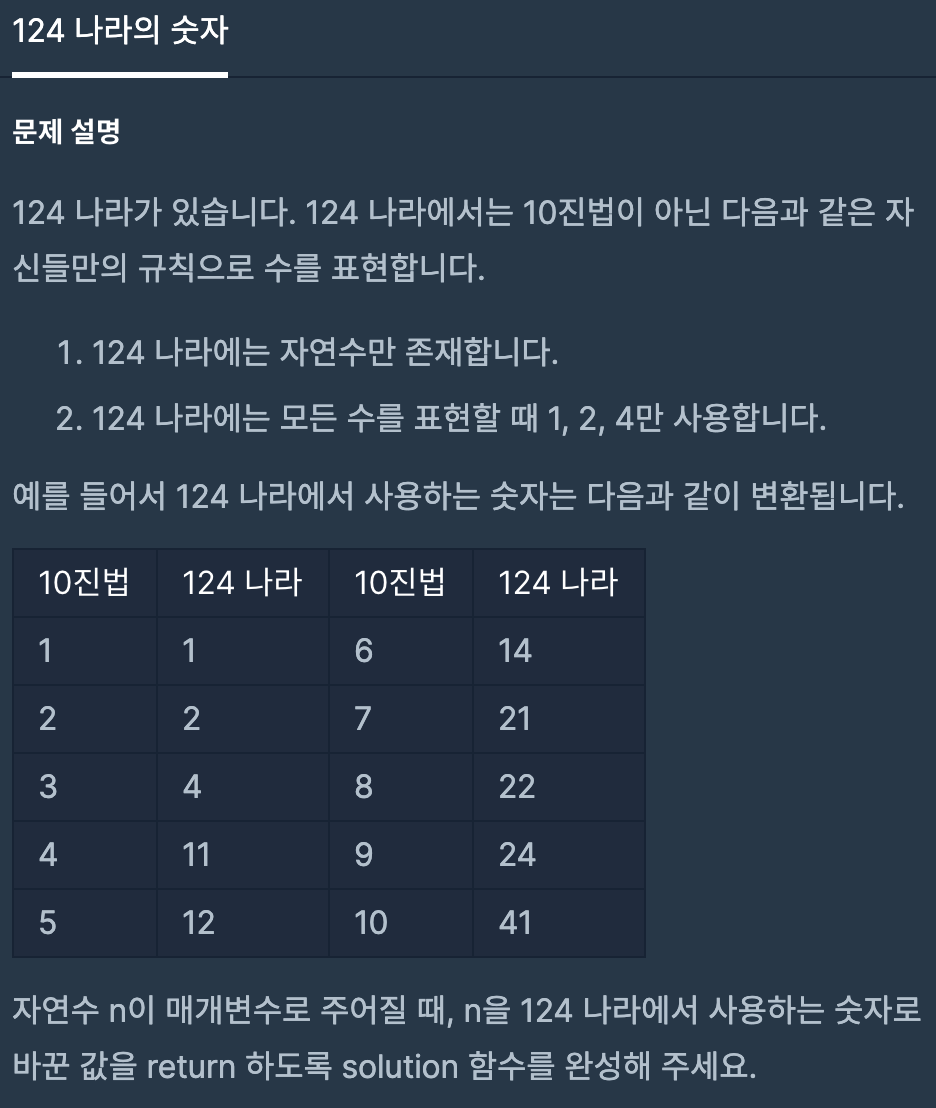 124 나라의 숫자
문제 설명
124 나라가 있습니다. 124 나라에서는 10진법이 아닌 다음과 같은 자
신들만의 규칙으로 수를 표현합니다.
1. 124 나라에는 자연수만 존재합니다.
2. 124 나라에는 모든 수를 표현할 때 1, 2, 4만 사용합니다.
예를 들어서 124 나라에서 사용하는 숫자는 다음과 같이 변환됩니다.
10진법 124 나라 10진법 124 나라
1 1 6 14
2 2 7 21
3 4 8 22
4 11 9 24
5 12 10 41
자연수 n이 매개변수로 주어질 때, n을 124 나라에서 사용하는 숫자로
바꾼 값을 return 하도록 solution 함수를 완성해 주세요.